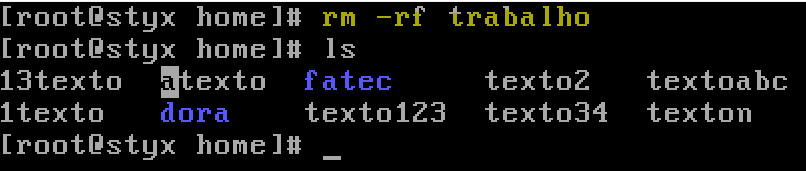 [root@styx home]# rm -rf trabalho
[root@styx home]# ls
13texto atexto fatec texto2 textoabc
1texto dora texto123 texto34 texton
[root@styx home]# _